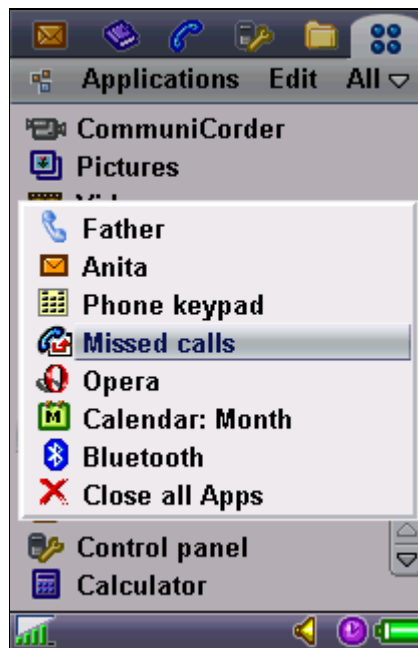 Applications Edit All
CommuniCorder
Pictures
Father
Anita
Phone keypad
Missed calls
Opera
Calendar: Month
Bluetooth
Close all Apps
Control panel
Calculator